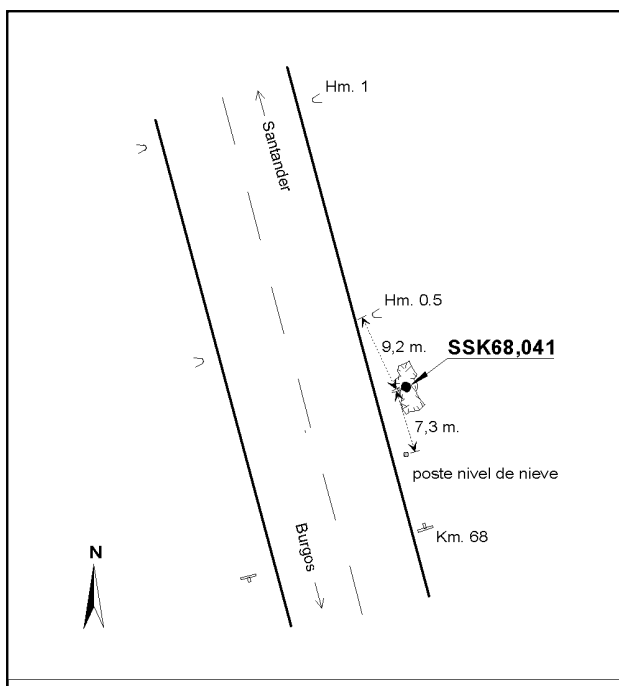 Hm. 1
Santander
Hm. 0.5
9,2 m.
SSK68,041
7,3 m.
poste nivel de nieve
Km. 68
Burgos
N